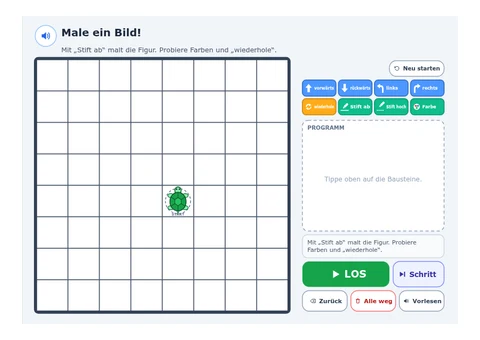 Male ein Bild!
Mit „Stift ab“ malt die Figur. Probiere Farben und „wiederhole“.
Neu starten
vorwärts
rückwärts
links
rechts
wiederhole
Stift ab
Stift hoch
Farbe
START
PROGRAMM
Tippe oben auf die Bausteine.
Mit „Stift ab“ malt die Figur. Probiere
Farben und „wiederhole“.
LOS
Schritt
Zurück
Alle weg
Vorlesen